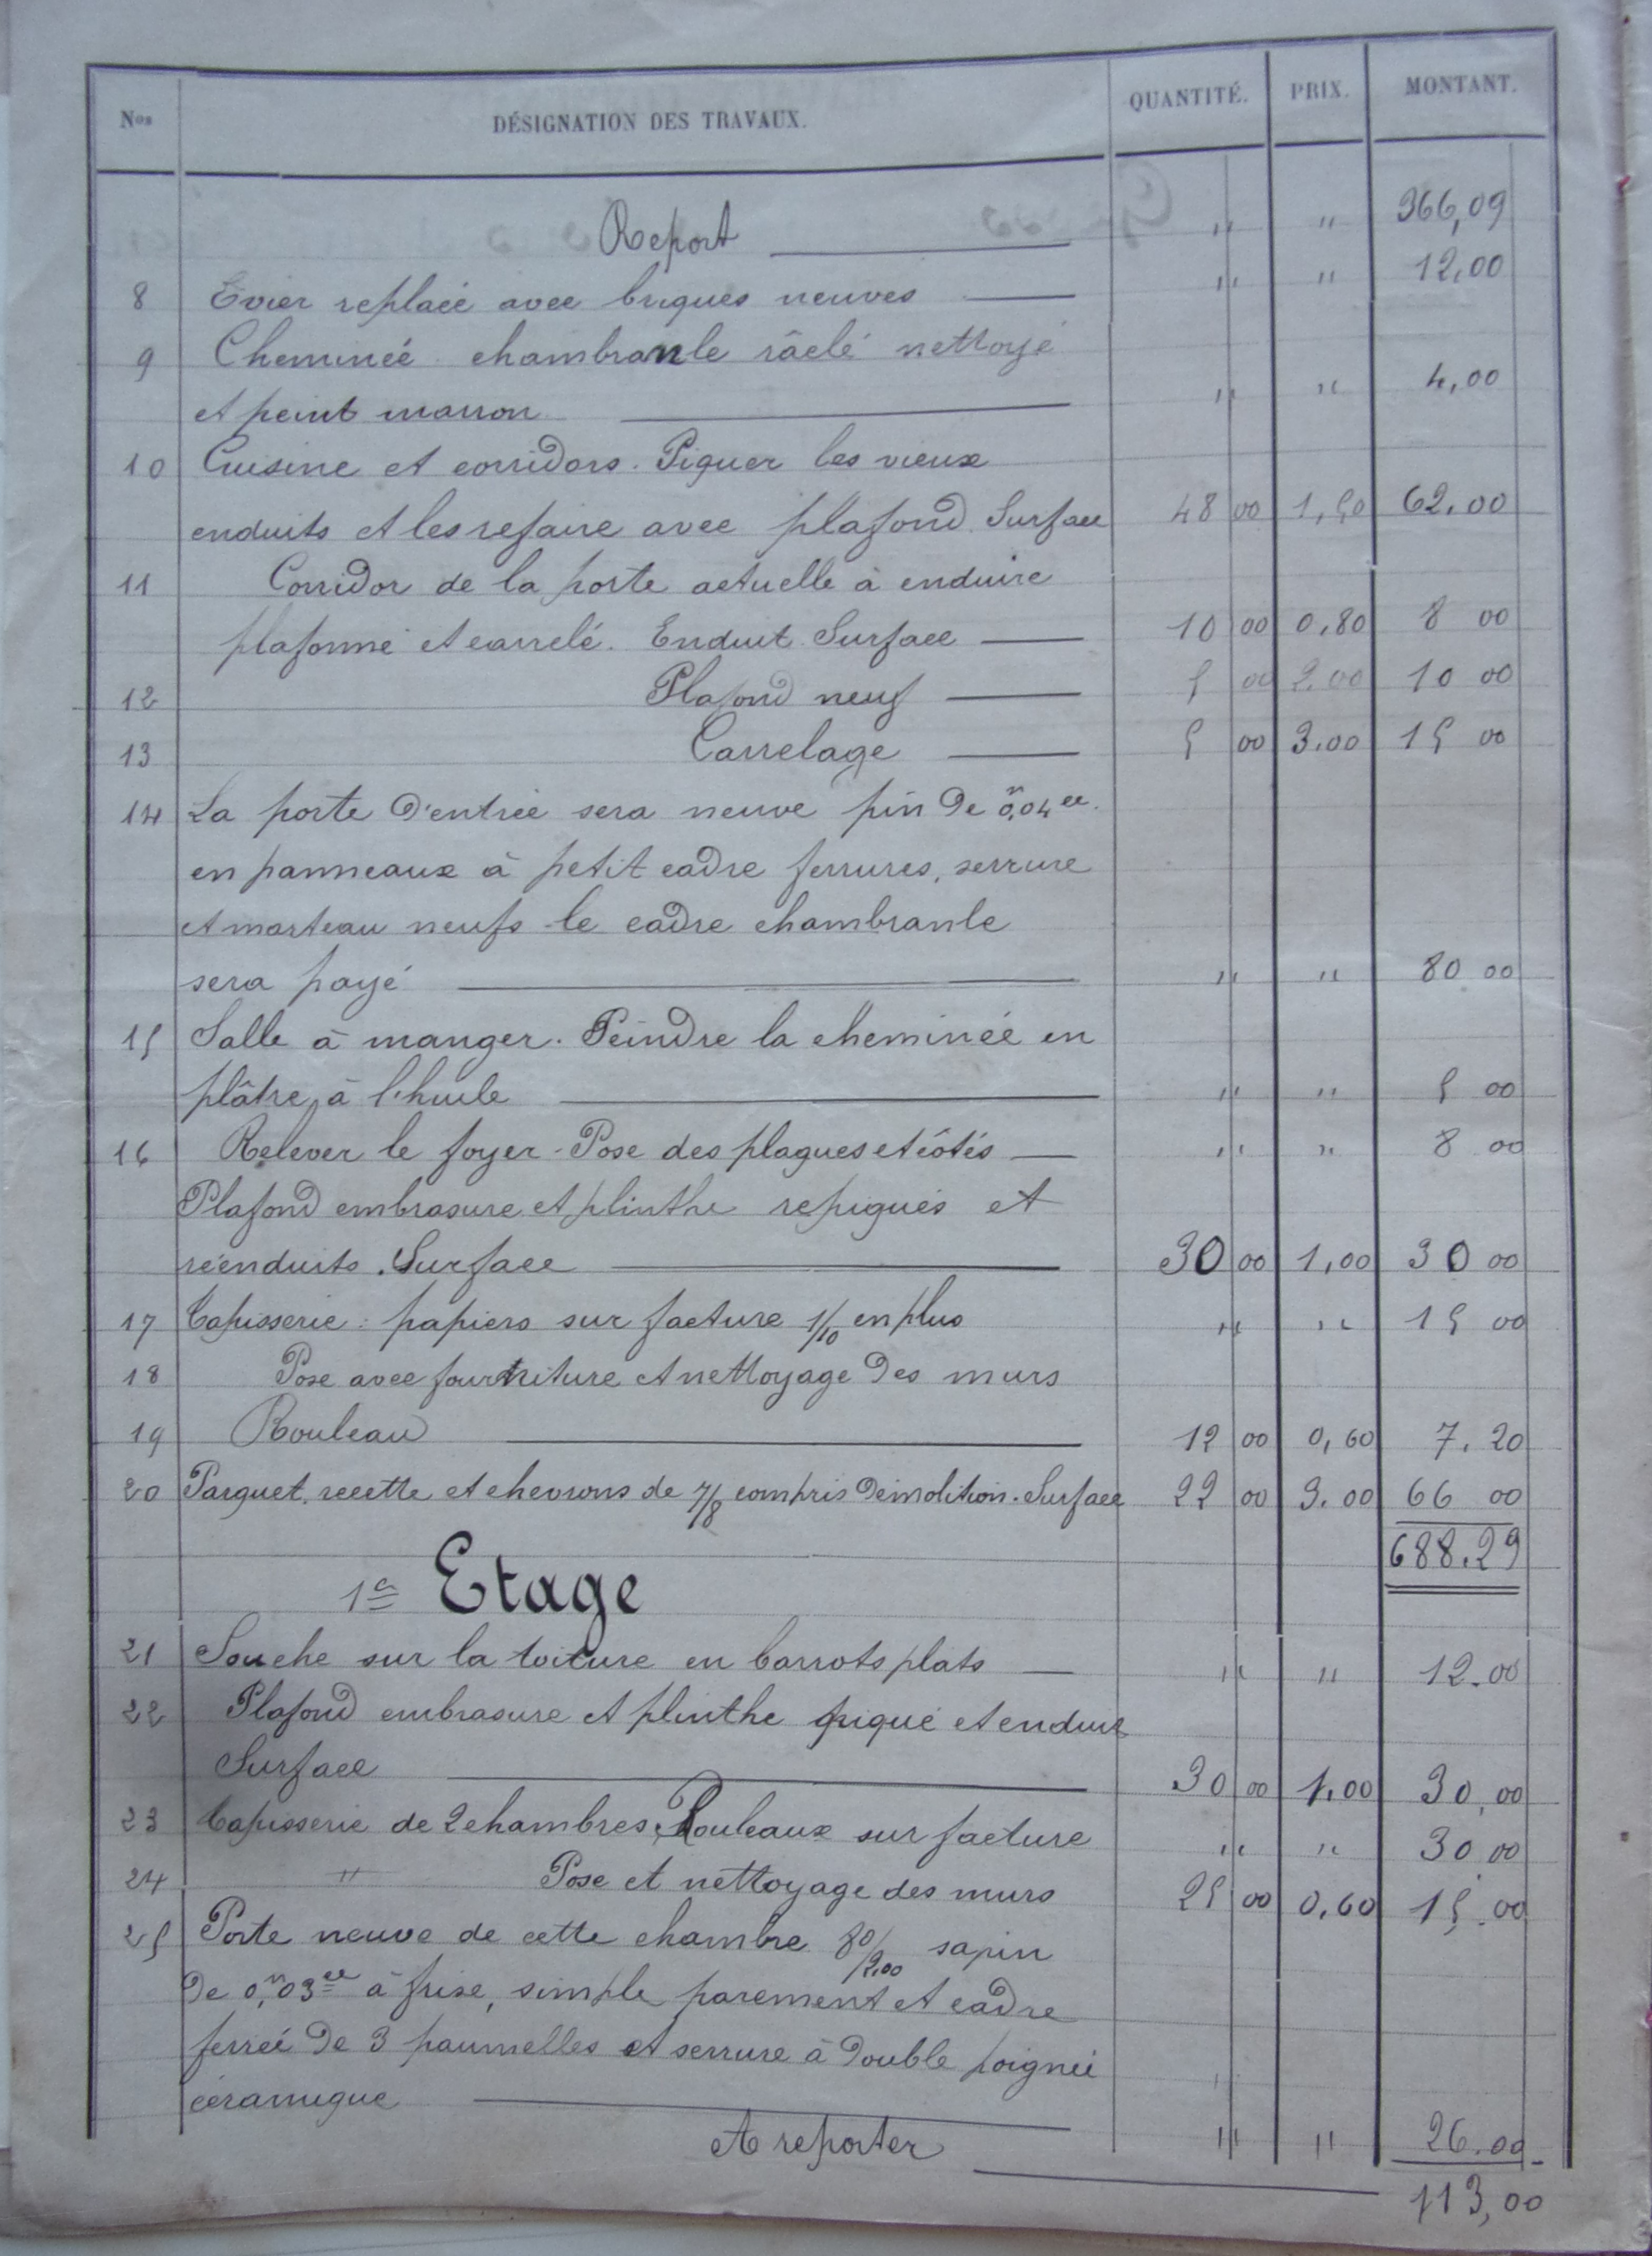 Nos DÉSIGNATION DES TRAVAUX. QUANTITÉ. PRIX. MONTANT.
Report " " 366,09
8 Evier replacé avec briques neuves " " 12,00
9 Cheminée chambranle râclé nettoyé
et peint marron " " 4,00
10 Cuisine et corridors. Piquer les vieux
enduits et les refaire avec plafond Surface 48 00 1,50 62.00
11 Corridor de la porte actuelle à enduire
plafonné et carrelé. Enduit Surface 10 00 0,80 8 00
12 Plafond neuf 5 00 2.00 10 00
13 Carrelage 5 00 3.00 15 00
14 La porte d'entrée sera neuve pin de 0,m04ce.
en panneaux à petit cadre ferrures, serrure
et marteau neufs le cadre chambranle
sera payé " " 80 00
15 Salle à manger. Peindre la cheminée en
plâtre, à l'huile " " 5 00
16 Relever le foyer - Pose des plaques et côtés " " 8 00
Plafond embrasure et plinthe repiqués et
réenduits. Surface 30 00 1,00 30 00
17 Tapisserie : papiers sur facture 1/10 en plus " " 15 00
18 Pose avec fourniture et nettoyage des murs
19 Rouleau 12 00 0,60 7.20
20 Parquet, recette et chevrons de 7/8 compris démolition. Surface 22 00 3.00 66 00
688.29
1e Etage
21 Souche sur la toiture en barrots plats " " 12.00
22 Plafond embrasure et plinthe piqué et enduit
Surface 30 00 1.00 30,00
23 Tapisserie de 2 chambres, Rouleaux sur facture " " 30.00
24 " Pose et nettoyage des murs 25 00 0,60 15.00
25 Porte neuve de cette chambre 80/2.00 sapin
de 0,m03ce à frise, simple parement et cadre
ferrée de 3 paumelles et serrure à double poignée
céramique
A reporter " " 26.00
113,00